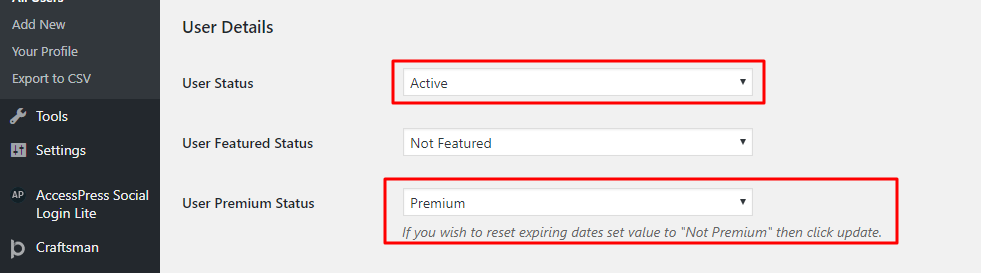 All Users
Add New
Your Profile
Export to CSV
Tools
Settings
AP
AccessPress Social
Login Lite
Craftsman
User Details
User Status
Active
User Featured Status
Not Featured
User Premium Status
Premium
If you wish to reset expiring dates set value to "Not Premium" then click update.